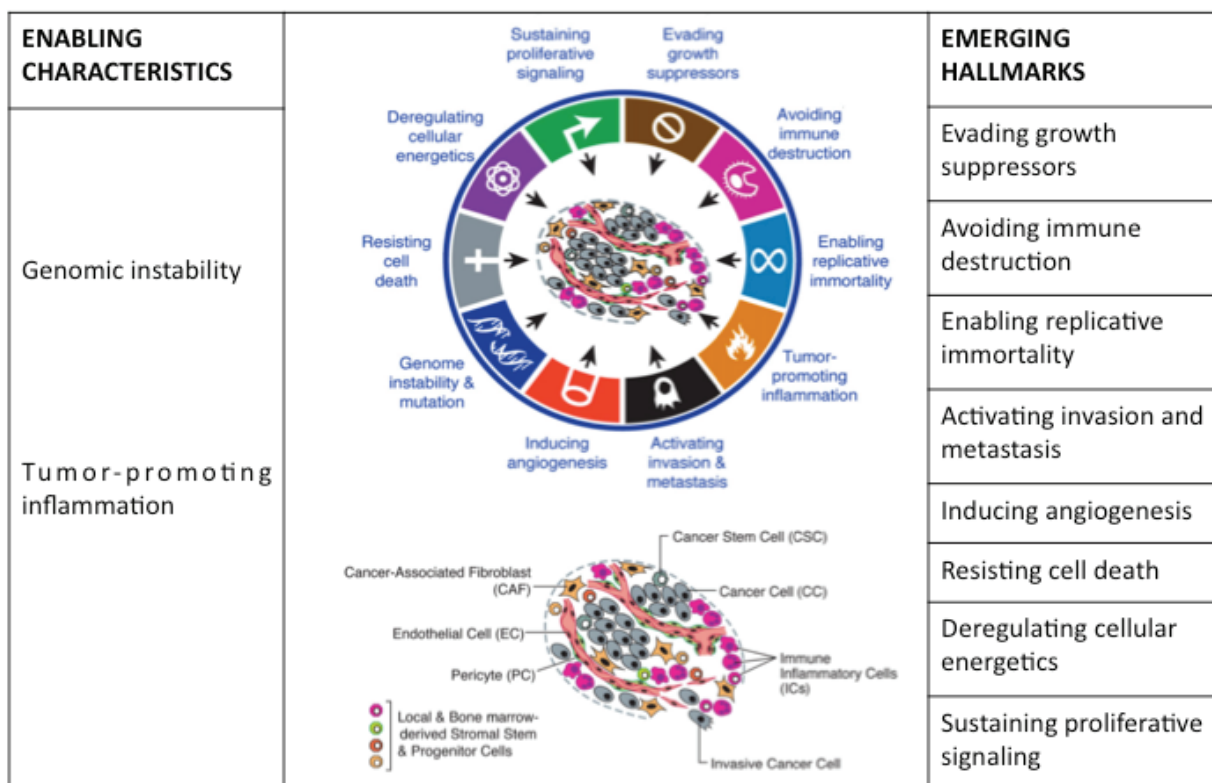 ENABLING
CHARACTERISTICS
Genomic instability
Tumor-promoting
inflammation
Sustaining
proliferative
signaling
Evading
growth
suppressors
Deregulating
cellular
energetics
Avoiding
immune
destruction
Resisting
cell
death
Enabling
replicative
immortality
Genome
instability &
mutation
Tumor-
promoting
inflammation
Inducing
angiogenesis
Activating
invasion &
metastasis
Cancer Stem Cell (CSC)
Cancer-Associated Fibroblast
(CAF)
Cancer Cell (CC)
Endothelial Cell (EC)
Pericyte (PC)
Immune
Inflammatory Cells
(ICs)
Local & Bone marrow-
derived Stromal Stem
& Progenitor Cells
Invasive Cancer Cell
EMERGING
HALLMARKS
Evading growth
suppressors
Avoiding immune
destruction
Enabling replicative
immortality
Activating invasion and
metastasis
Inducing angiogenesis
Resisting cell death
Deregulating cellular
energetics
Sustaining proliferative
signaling